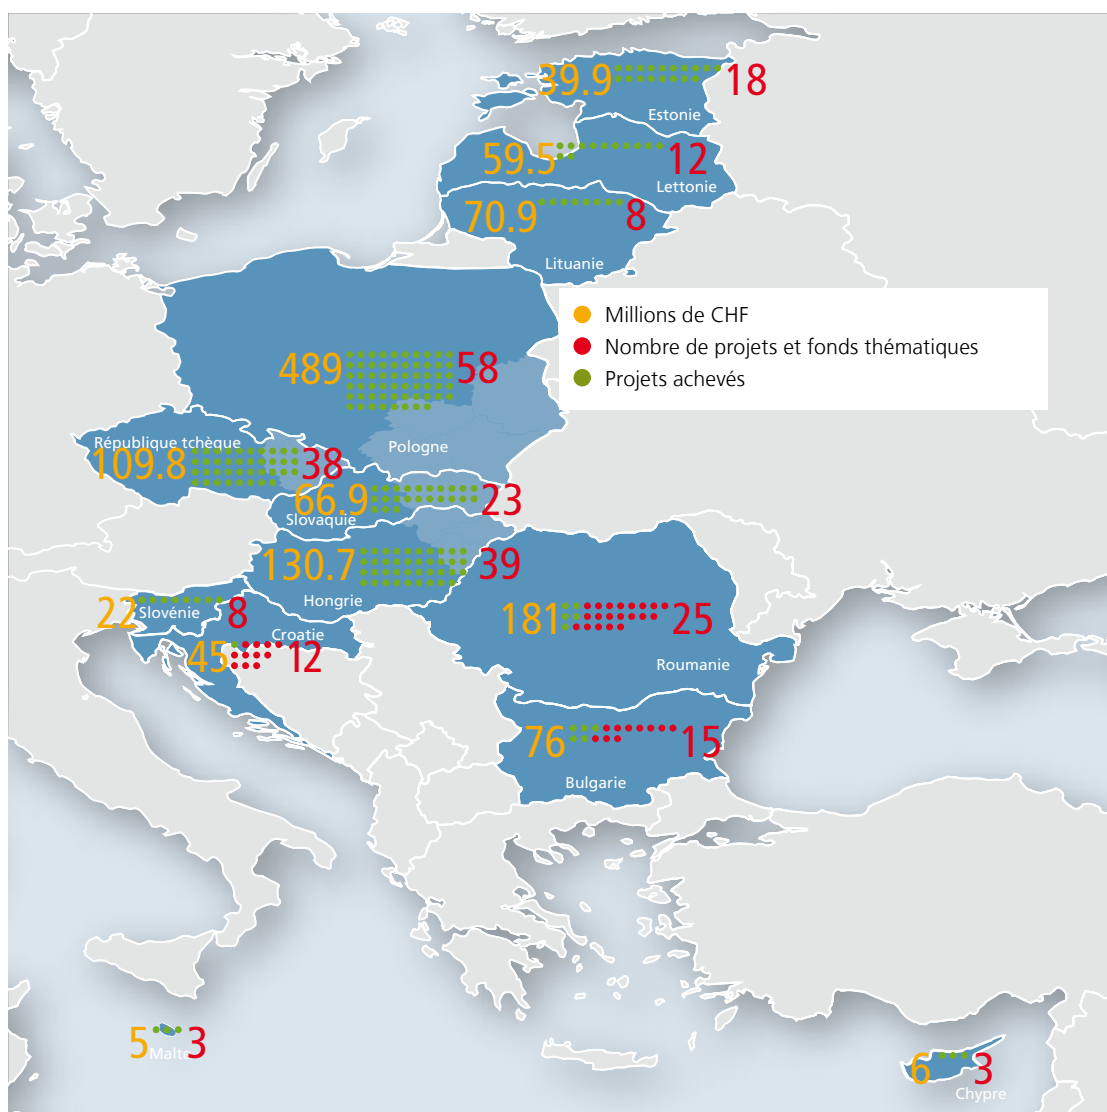 39.9
18
Estonie
59.5
12
Lettonie
70.9
8
Lituanie
Millions de CHF
Nombre de projets et fonds thématiques
Projets achevés
489
58
Pologne
République tchèque
109.8
38
66.9
23
Slovaquie
130.7
39
Hongrie
22
Slovénie
8
181
25
Roumanie
Croatie
45
12
76
15
Bulgarie
5
Malte
3
6
3
Chypre